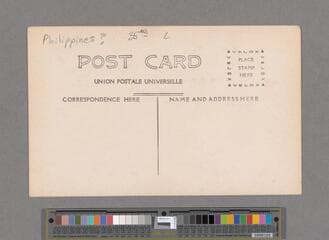 Philippines?
L
POST CARD
UNION POSTALE UNIVERSELLE
PLACE
STAMP
HERE
CORRESPONDENCE HERE
NAME AND ADDRESS HERE